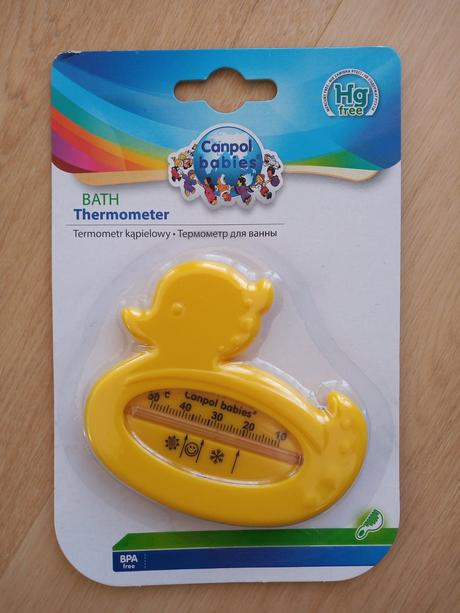 Hg
free
Canpol
babies
BATH
Thermometer
Termometr kąpielowy • Термометр для ванны
50 °C Canpol babies®
40 30 20 10
BPA
free